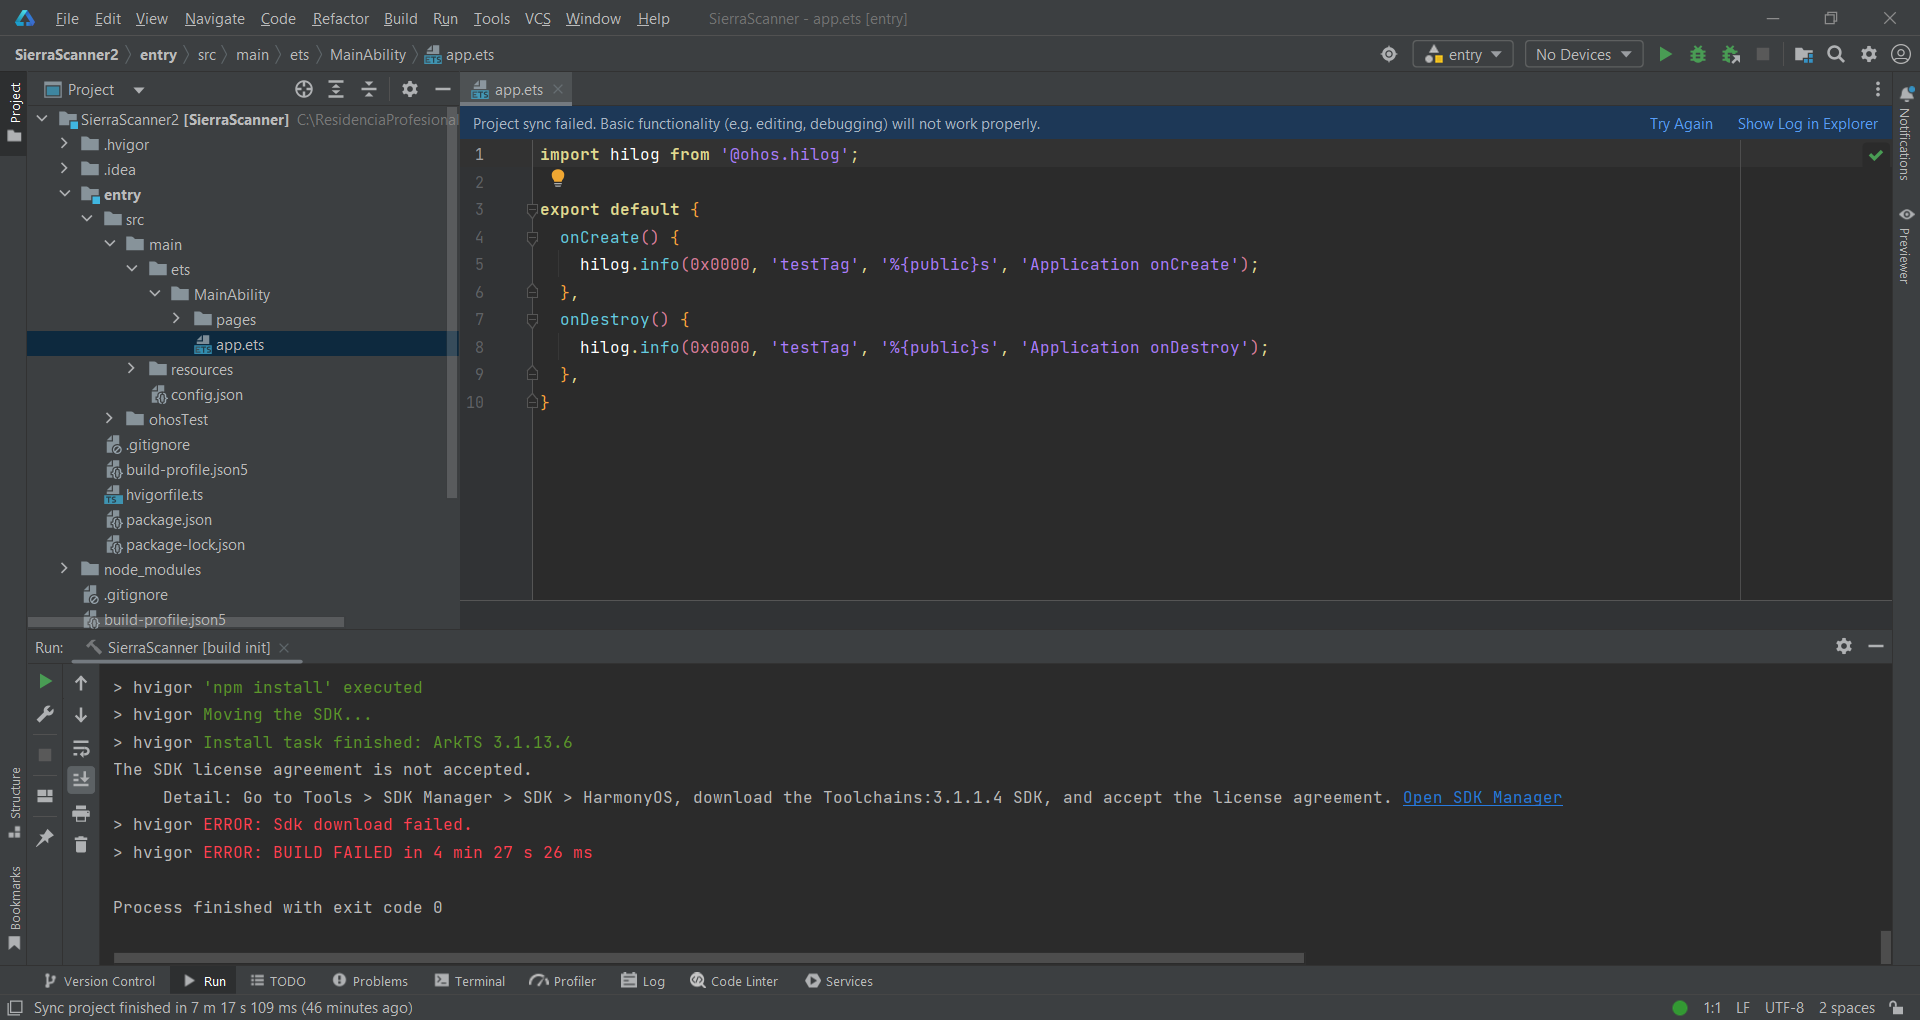 File Edit View Navigate Code Refactor Build Run Tools VCS Window Help SierraScanner - app.ets [entry]
SierraScanner2 entry src main ets MainAbility app.ets entry No Devices
Project
Project
app.ets
SierraScanner2 [SierraScanner] C:\ResidenciaProfesional
.hvigor
.idea
entry
src
main
ets
MainAbility
pages
app.ets
resources
config.json
ohosTest
.gitignore
build-profile.json5
hvigorfile.ts
package.json
package-lock.json
node_modules
.gitignore
build-profile.json5
Project sync failed. Basic functionality (e.g. editing, debugging) will not work properly. Try Again Show Log in Explorer
1 import hilog from '@ohos.hilog';
2
3 export default {
4 onCreate() {
5 hilog.info(0x0000, 'testTag', '%{public}s', 'Application onCreate');
6 },
7 onDestroy() {
8 hilog.info(0x0000, 'testTag', '%{public}s', 'Application onDestroy');
9 },
10 }
Notifications
Previewer
Run: SierraScanner [build init]
> hvigor 'npm install' executed
> hvigor Moving the SDK...
> hvigor Install task finished: ArkTS 3.1.13.6
The SDK license agreement is not accepted.
Detail: Go to Tools > SDK Manager > SDK > HarmonyOS, download the Toolchains:3.1.1.4 SDK, and accept the license agreement. Open SDK Manager
> hvigor ERROR: Sdk download failed.
> hvigor ERROR: BUILD FAILED in 4 min 27 s 26 ms
Process finished with exit code 0
Structure
Bookmarks
Version Control Run TODO Problems Terminal Profiler Log Code Linter Services
Sync project finished in 7 m 17 s 109 ms (46 minutes ago) 1:1 LF UTF-8 2 spaces